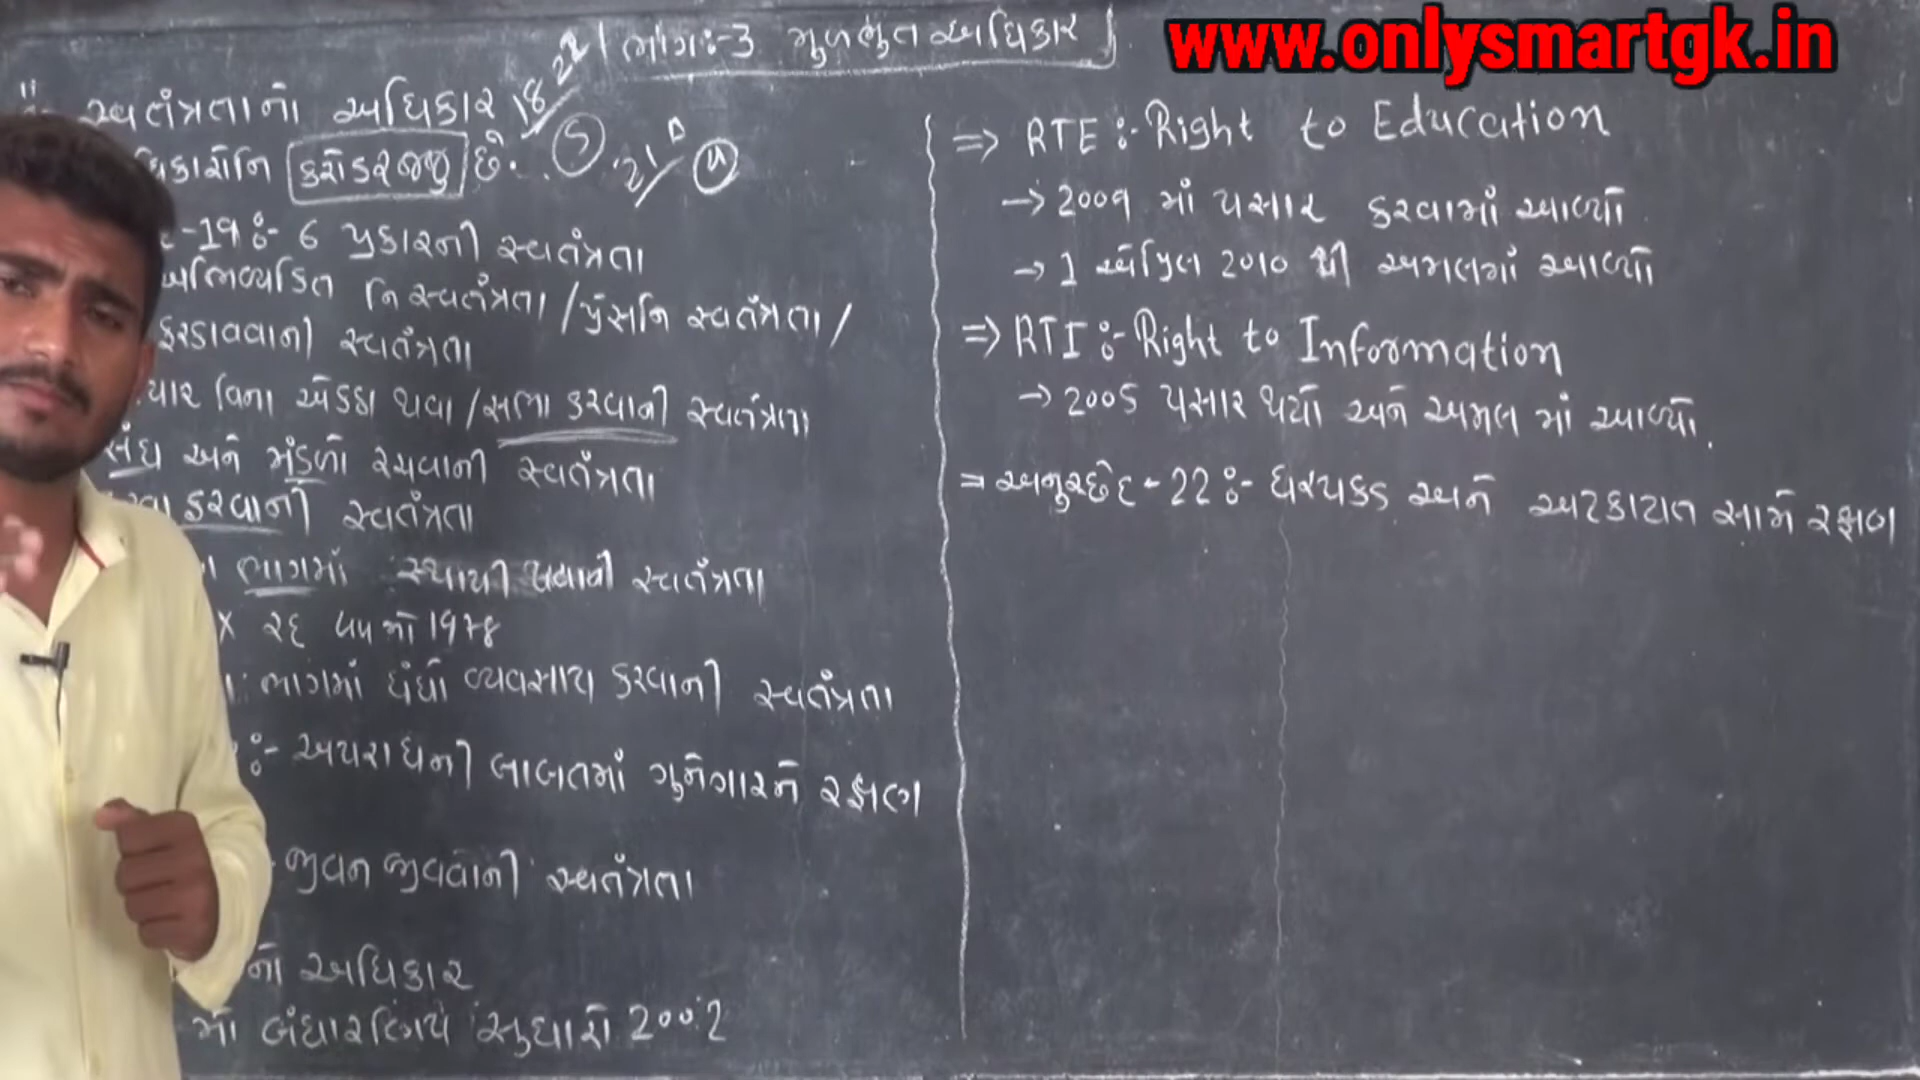 www.onlysmartgk.in
ભાગઃ-3 મુળભુત અધિકાર
સ્વતંત્રતાનો અધિકાર
કરોડરજ્જુ છે.
-19ઃ- 6 પ્રકારની સ્વતંત્રતા
અભિવ્યકિત નિ સ્વતંત્રતા / પ્રેસનિ સ્વતંત્રતા /
ફરકાવવાની સ્વતંત્રતા
યાર વિના એકઠા થવા / સભા કરવાની સ્વતંત્રતા
સંઘ અને મંડળો રચવાની સ્વતંત્રતા
કરવાની સ્વતંત્રતા
ભાગમાં સ્થાયી થવાની સ્વતંત્રતા
X રદ 44મો 1978
ભાગમાં ધંધો વ્યવસાય કરવાની સ્વતંત્રતા
ઃ- અપરાધની બાબતમાં ગુનેગારને રક્ષણ
જીવન જીવવાની સ્વતંત્રતા
નો અધિકાર
મો બંધારણિય સુધારો 2002
=> RTE :- Right to Education
→ 2009 માં પસાર કરવામાં આવ્યો
→ 1 એપ્રિલ 2010 થી અમલમાં આવ્યો
=> RTI :- Right to Information
→ 2005 પસાર થયો અને અમલ માં આવ્યો.
=> અનુચ્છેદ - 22 :- ધરપકડ અને અટકાયત સામે રક્ષણ